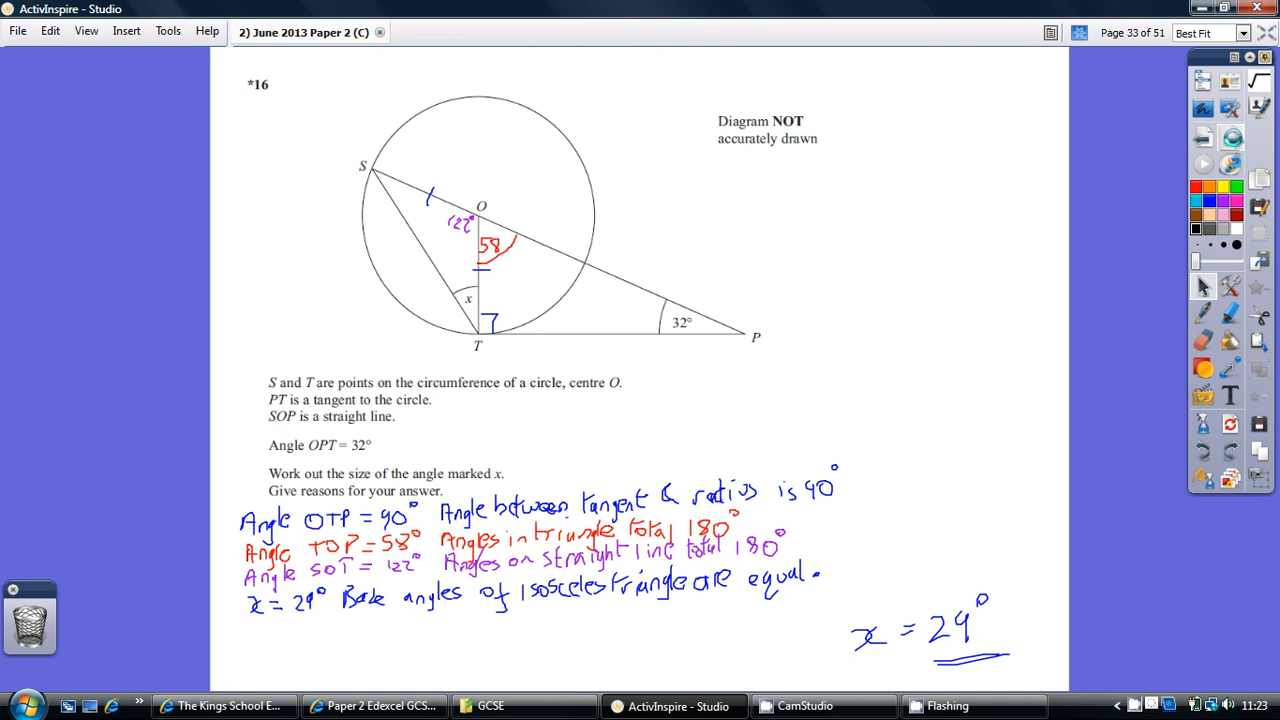 ActivInspire - Studio
File Edit View Insert Tools Help
2) June 2013 Paper 2 (C)
Page 33 of 51
Best Fit
*16
Diagram NOT
accurately drawn
S
O
122°
58
x
32°
T
P
S and T are points on the circumference of a circle, centre O.
PT is a tangent to the circle.
SOP is a straight line.
Angle OPT = 32°
Work out the size of the angle marked x.
Give reasons for your answer.
Angle OTP = 90° Angle between tangent & radius is 90°
Angle TOP = 58° Angles in triangle total 180°
Angle SOT = 122° Angles on straight line total 180°
x = 29° Base angles of isosceles triangle are equal.
x = 29°
The Kings School E...
Paper 2 Edexcel GCS...
GCSE
ActivInspire - Studio
CamStudio
Flashing
11:23